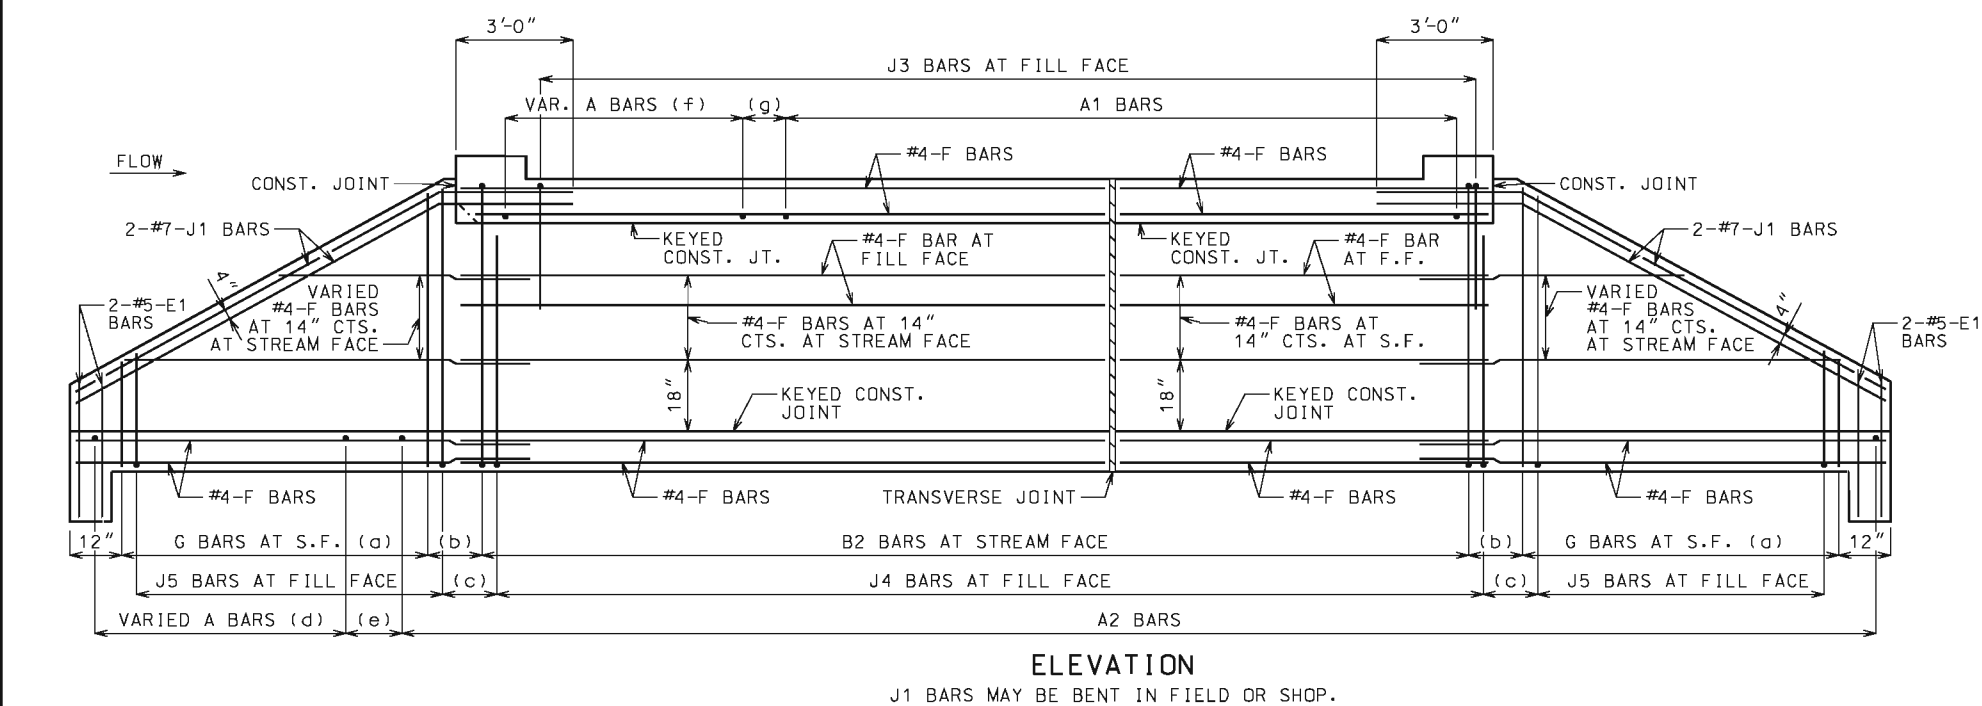 3'-0"
3'-0"
J3 BARS AT FILL FACE
VAR. A BARS (f)
(g)
A1 BARS
FLOW
#4-F BARS
#4-F BARS
CONST. JOINT
CONST. JOINT
2-#7-J1 BARS
2-#7-J1 BARS
KEYED
CONST. JT.
#4-F BAR AT
FILL FACE
KEYED
CONST. JT.
#4-F BAR
AT F.F.
4"
4"
2-#5-E1
BARS
VARIED
#4-F BARS
AT 14" CTS.
AT STREAM FACE
#4-F BARS AT 14"
CTS. AT STREAM FACE
#4-F BARS AT
14" CTS. AT S.F.
VARIED
#4-F BARS
AT 14" CTS.
AT STREAM FACE
2-#5-E1
BARS
18"
KEYED CONST.
JOINT
18"
KEYED CONST.
JOINT
#4-F BARS
#4-F BARS
TRANSVERSE JOINT
#4-F BARS
#4-F BARS
12"
G BARS AT S.F. (a)
(b)
B2 BARS AT STREAM FACE
(b)
G BARS AT S.F. (a)
12"
J5 BARS AT FILL FACE
(c)
J4 BARS AT FILL FACE
(c)
J5 BARS AT FILL FACE
VARIED A BARS (d)
(e)
A2 BARS
ELEVATION
J1 BARS MAY BE BENT IN FIELD OR SHOP.